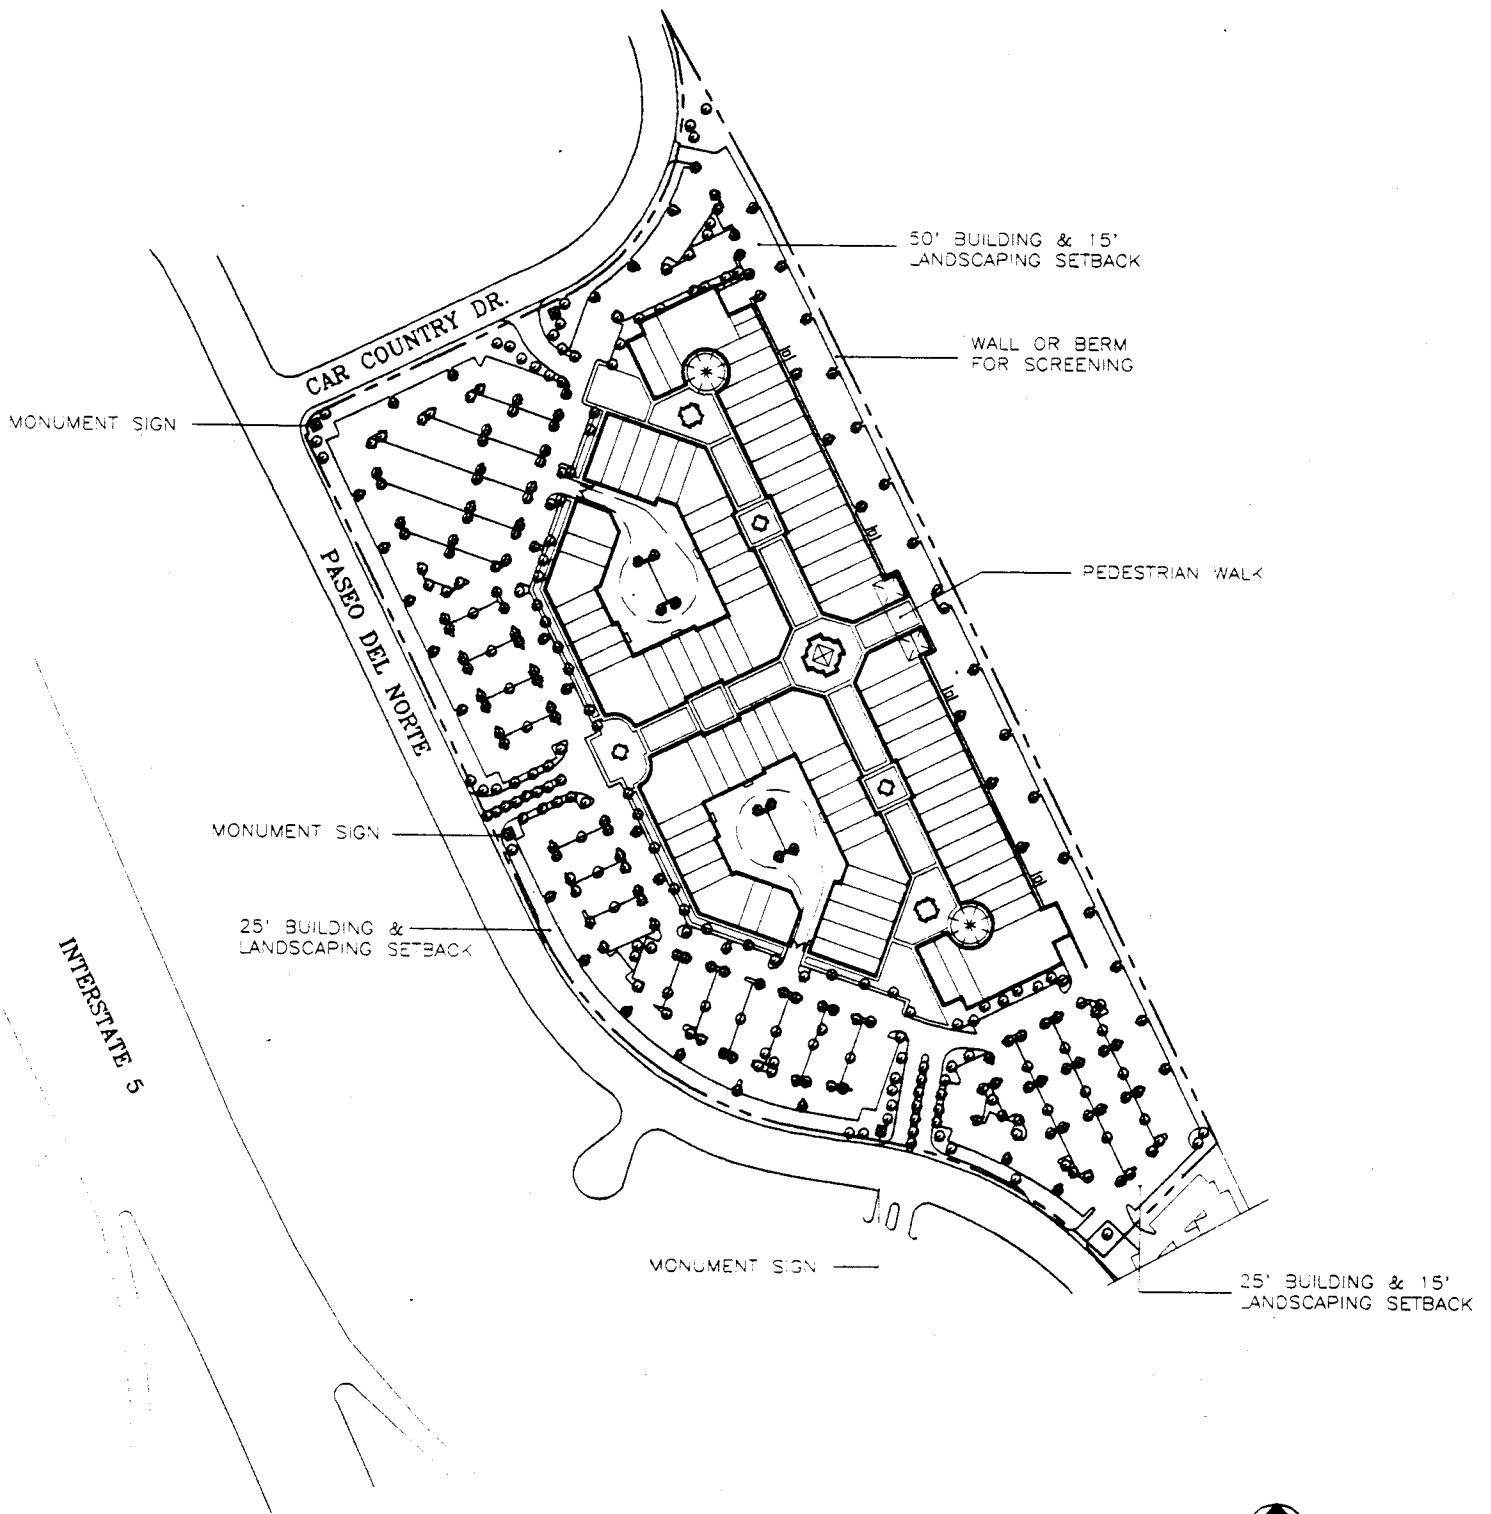 50' BUILDING & 15'
LANDSCAPING SETBACK
CAR COUNTRY DR.
WALL OR BERM
FOR SCREENING
MONUMENT SIGN
PEDESTRIAN WALK
PASEO DEL NORTE
MONUMENT SIGN
25' BUILDING &
LANDSCAPING SETBACK
INTERSTATE 5
MONUMENT SIGN
25' BUILDING & 15'
LANDSCAPING SETBACK